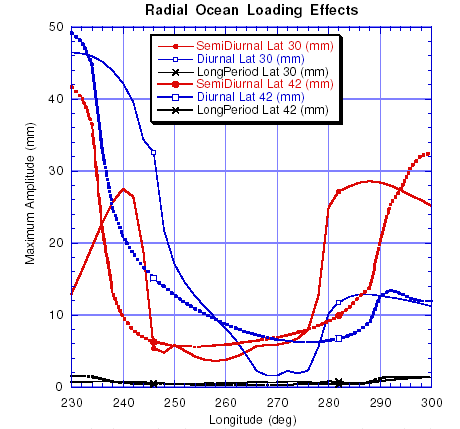 Radial Ocean Loading Effects
SemiDiurnal Lat 30 (mm)
Diurnal Lat 30 (mm)
LongPeriod Lat 30 (mm)
SemiDiurnal Lat 42 (mm)
Diurnal Lat 42 (mm)
LongPeriod Lat 42 (mm)
Maximum Amplitude (mm)
50
40
30
20
10
0
230 240 250 260 270 280 290 300
Longitude (deg)